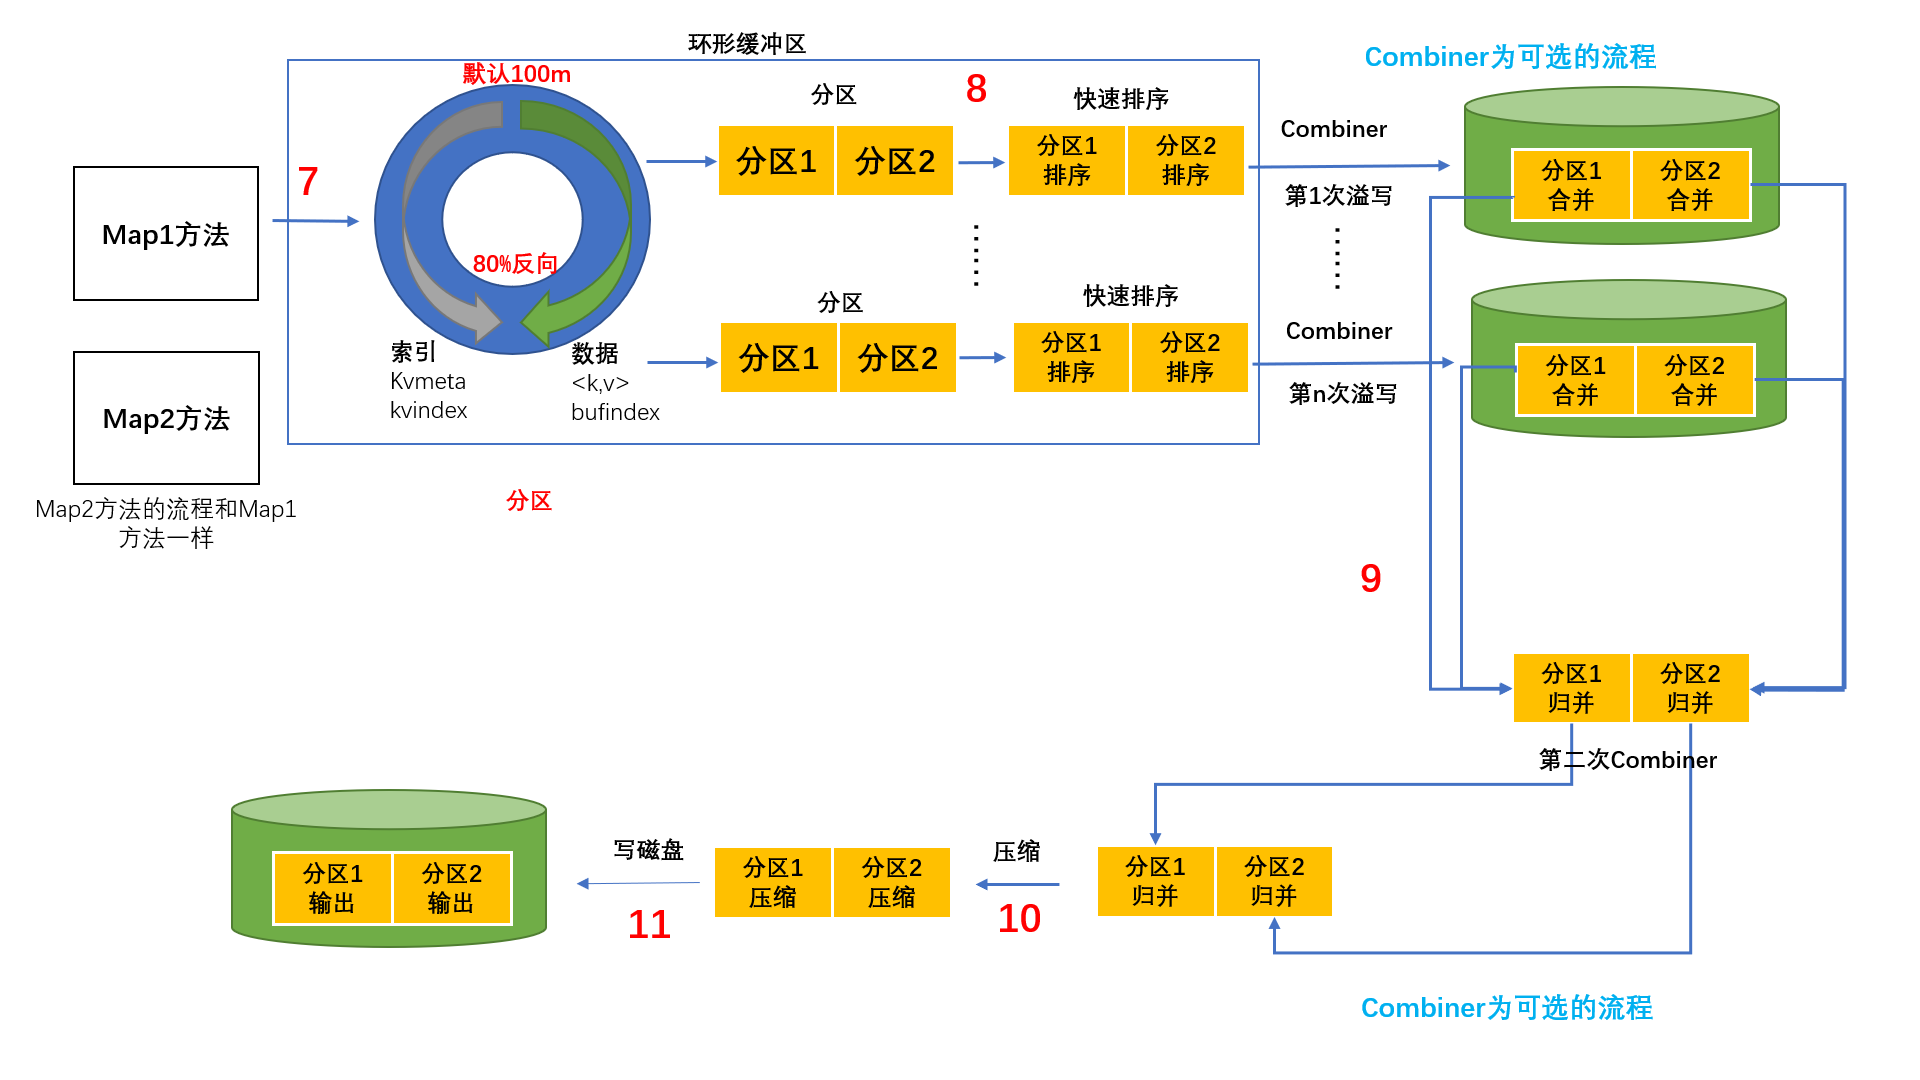 环形缓冲区
Combiner为可选的流程
默认100m
分区
8
快速排序
Combiner
分区1
分区2
分区1
排序
分区2
排序
分区1
合并
分区2
合并
7
Map1方法
第1次溢写
80%反向
分区
快速排序
Combiner
分区1
分区2
分区1
排序
分区2
排序
分区1
合并
分区2
合并
索引
Kvmeta
kvindex
数据
<k,v>
bufindex
第n次溢写
Map2方法
Map2方法的流程和Map1
方法一样
分区
9
分区1
归并
分区2
归并
第二次Combiner
分区1
输出
分区2
输出
写磁盘
11
分区1
压缩
分区2
压缩
压缩
10
分区1
归并
分区2
归并
Combiner为可选的流程